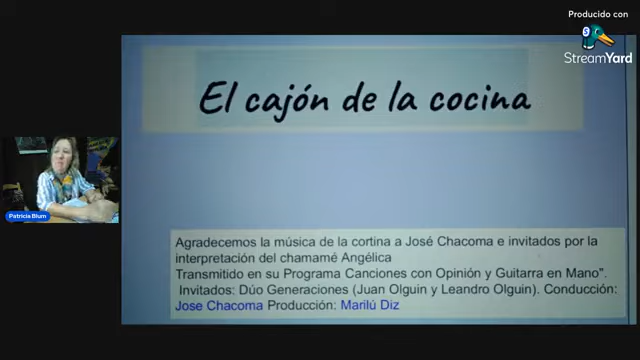 Producido con
StreamYard
El cajón de la cocina
Patricia Blum
Agradecemos la música de la cortina a José Chacoma e invitados por la
interpretación del chamamé Angélica
Transmitido en su Programa Canciones con Opinión y Guitarra en Mano".
Invitados: Dúo Generaciones (Juan Olguin y Leandro Olguin). Conducción:
Jose Chacoma Producción: Marilú Diz